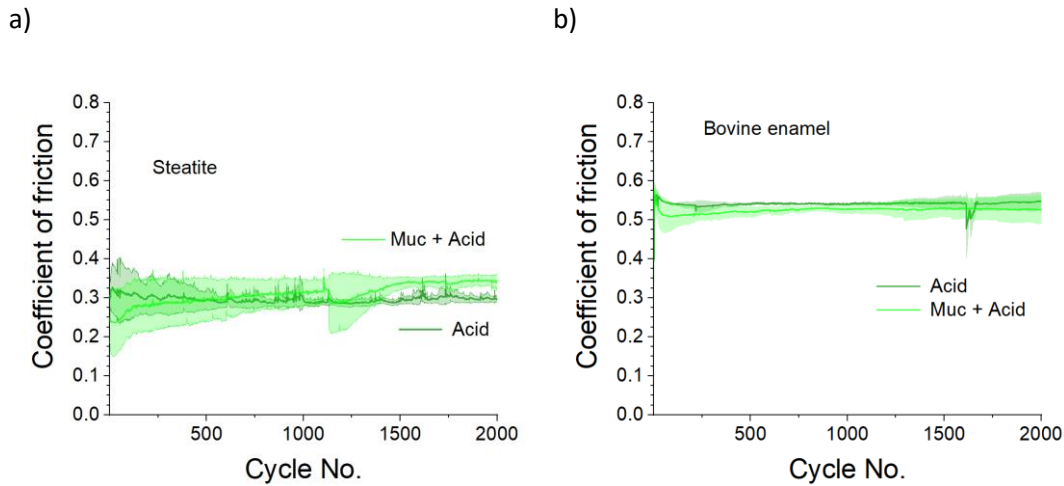 a)
Coefficient of friction
0.8
0.7
0.6
0.5
0.4
0.3
0.2
0.1
0.0
Steatite
Muc + Acid
Acid
500
1000
1500
2000
Cycle No.
b)
Coefficient of friction
0.8
0.7
0.6
0.5
0.4
0.3
0.2
0.1
0.0
Bovine enamel
Acid
Muc + Acid
500
1000
1500
2000
Cycle No.